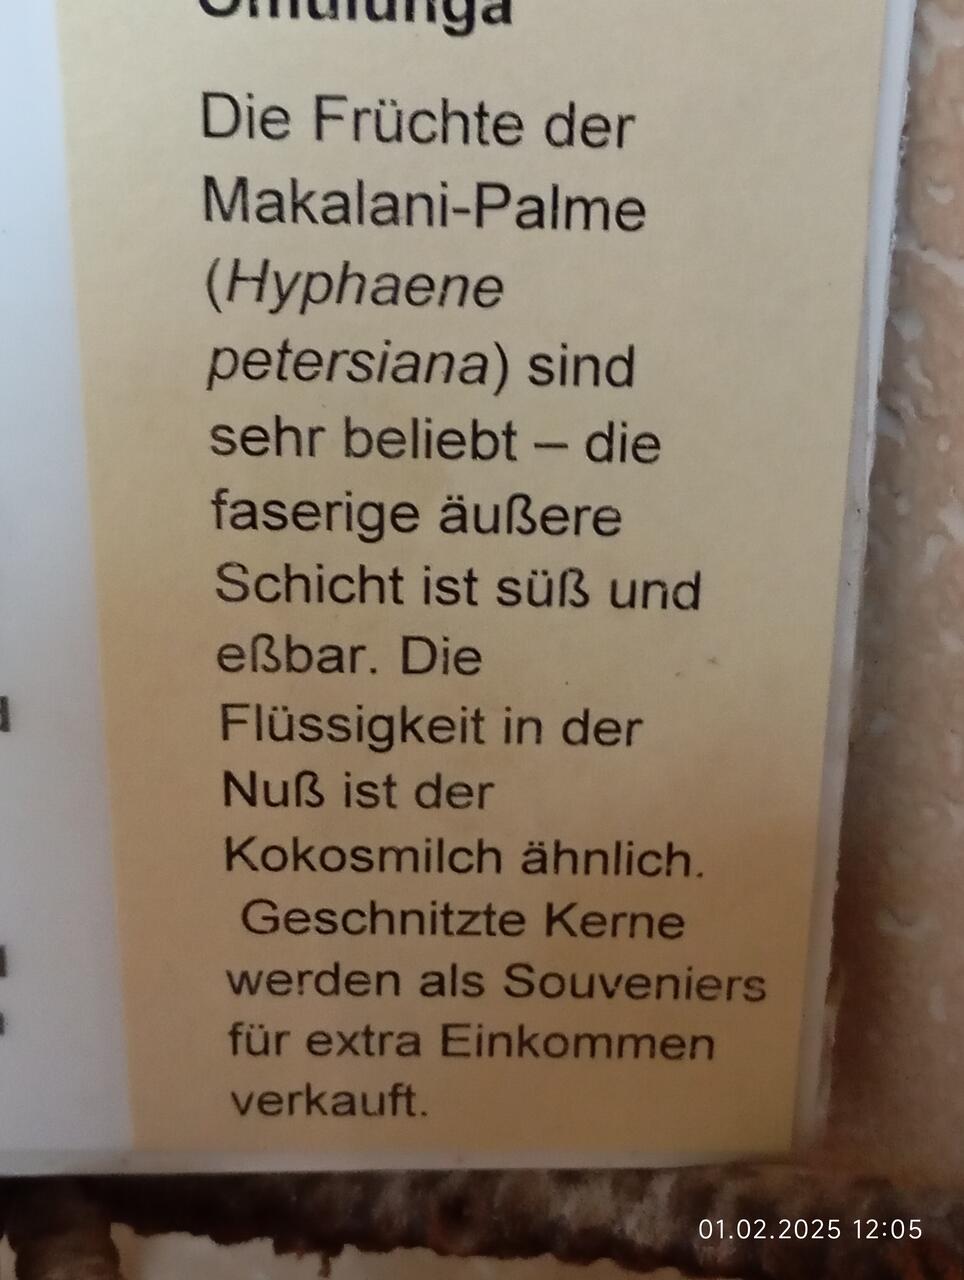 Omulunga
Die Früchte der
Makalani-Palme
(Hyphaene
petersiana) sind
sehr beliebt – die
faserige äußere
Schicht ist süß und
eßbar. Die
Flüssigkeit in der
Nuß ist der
Kokosmilch ähnlich.
Geschnitzte Kerne
werden als Souveniers
für extra Einkommen
verkauft.
01.02.2025 12:05